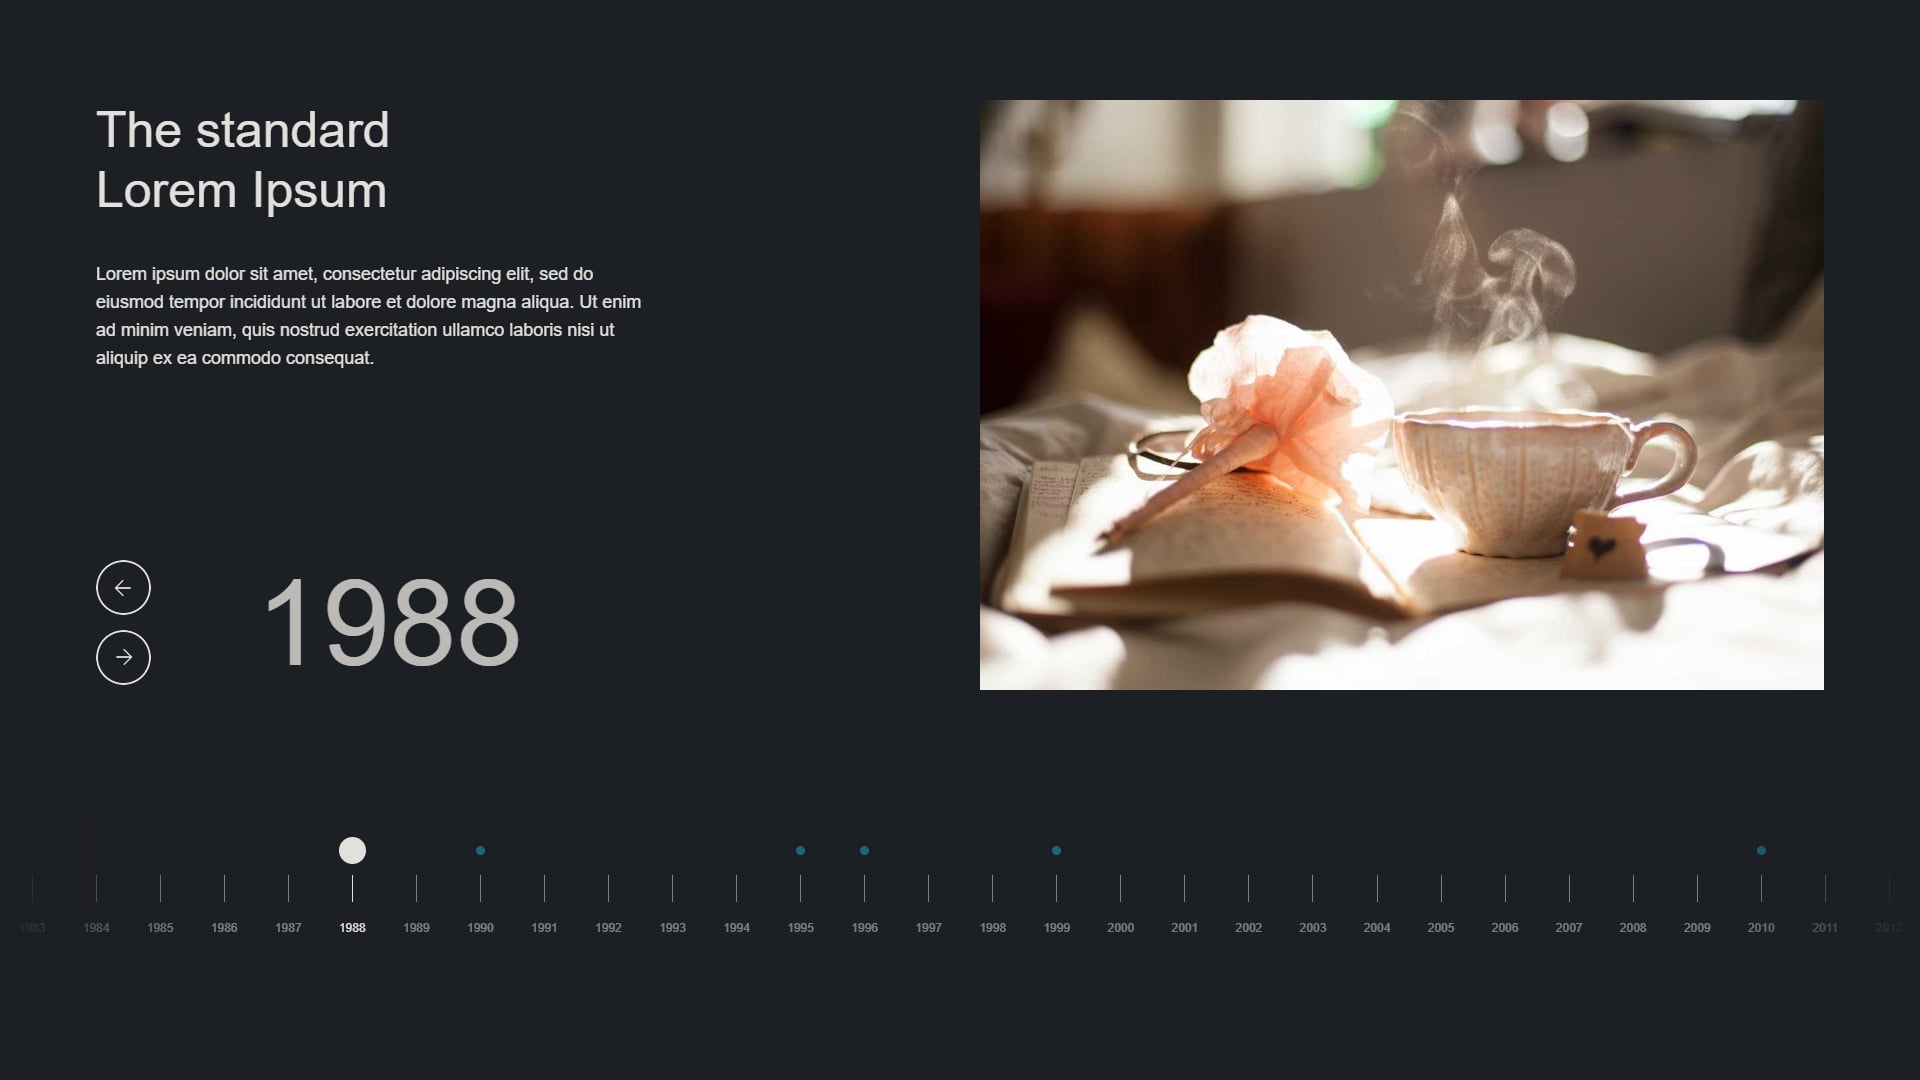 The standard
Lorem Ipsum
Lorem ipsum dolor sit amet, consectetur adipiscing elit, sed do
eiusmod tempor incididunt ut labore et dolore magna aliqua. Ut enim
ad minim veniam, quis nostrud exercitation ullamco laboris nisi ut
aliquip ex ea commodo consequat.
1988
1983 1984 1985 1986 1987 1988 1989 1990 1991 1992 1993 1994 1995 1996 1997 1998 1999 2000 2001 2002 2003 2004 2005 2006 2007 2008 2009 2010 2011 2012